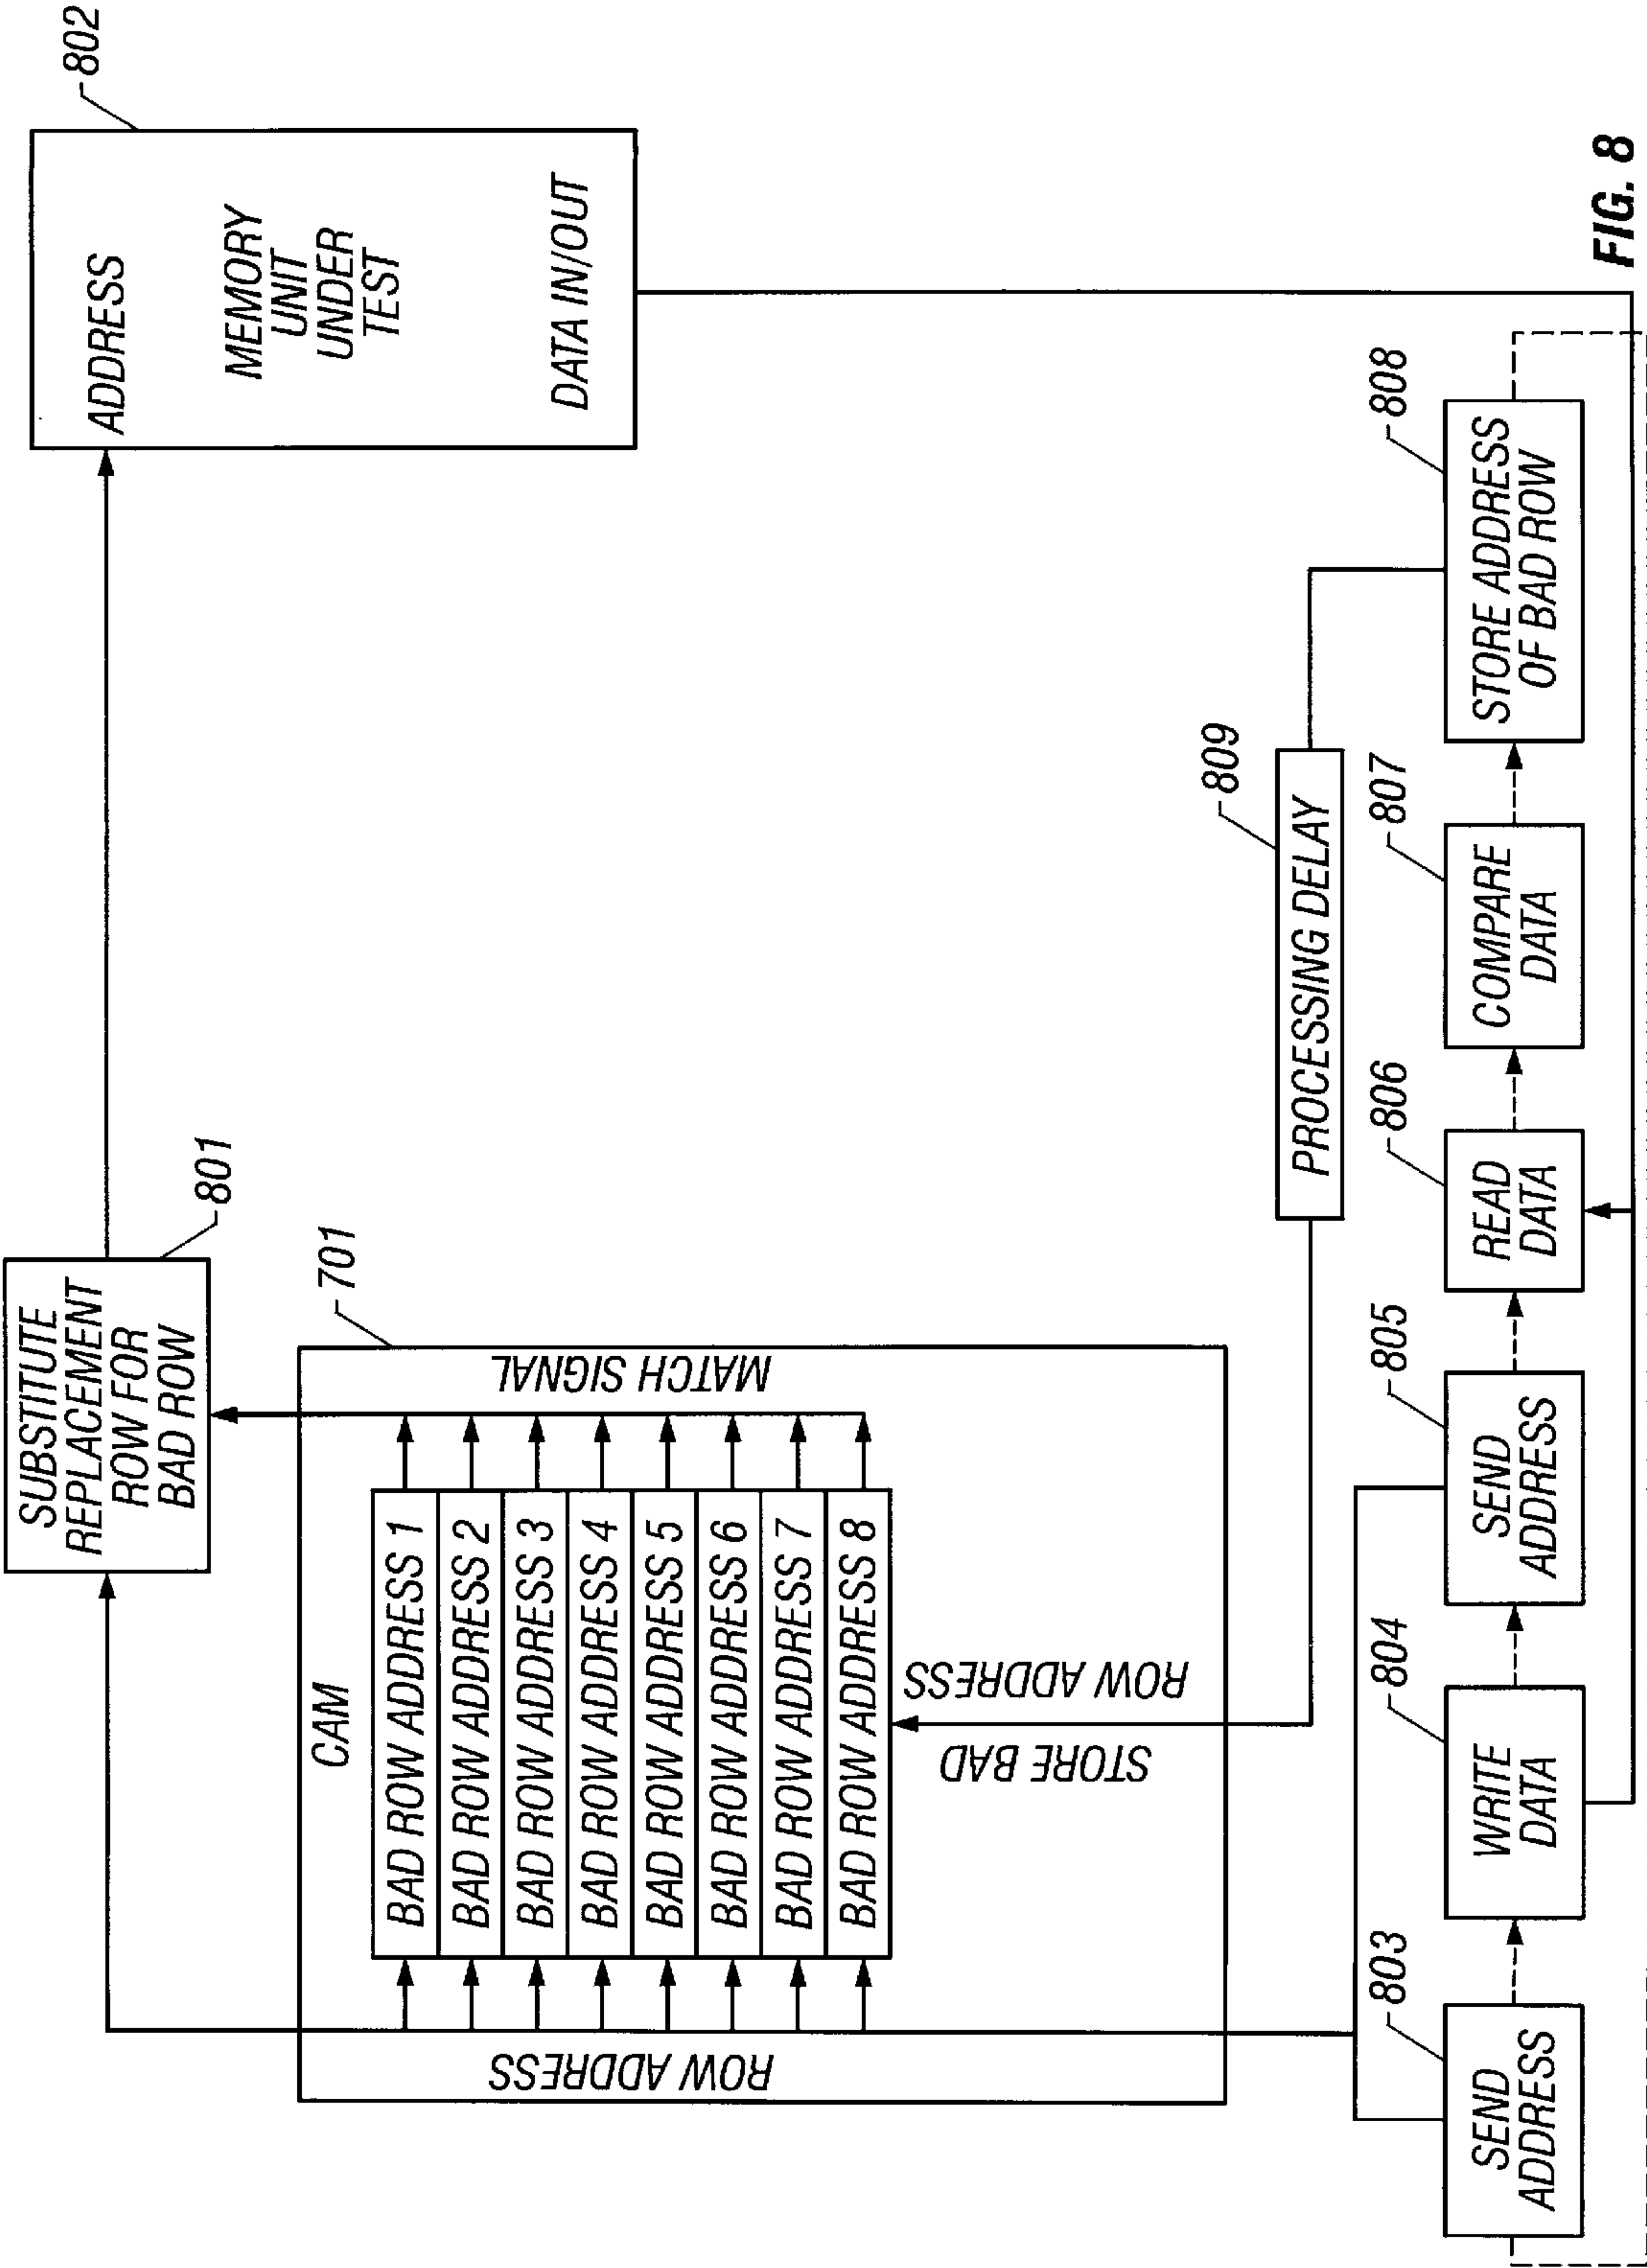 SUBSTITUTE
REPLACEMENT
ROW FOR
BAD ROW
801
802
ADDRESS
MEMORY
UNIT
UNDER
TEST
DATA IN/OUT
701
CAM
ROW ADDRESS
BAD ROW ADDRESS 1
BAD ROW ADDRESS 2
BAD ROW ADDRESS 3
BAD ROW ADDRESS 4
BAD ROW ADDRESS 5
BAD ROW ADDRESS 6
BAD ROW ADDRESS 7
BAD ROW ADDRESS 8
MATCH SIGNAL
STORE BAD
ROW ADDRESS
809
PROCESSING DELAY
803
SEND
ADDRESS
804
WRITE
DATA
805
SEND
ADDRESS
806
READ
DATA
807
COMPARE
DATA
808
STORE ADDRESS
OF BAD ROW
FIG. 8